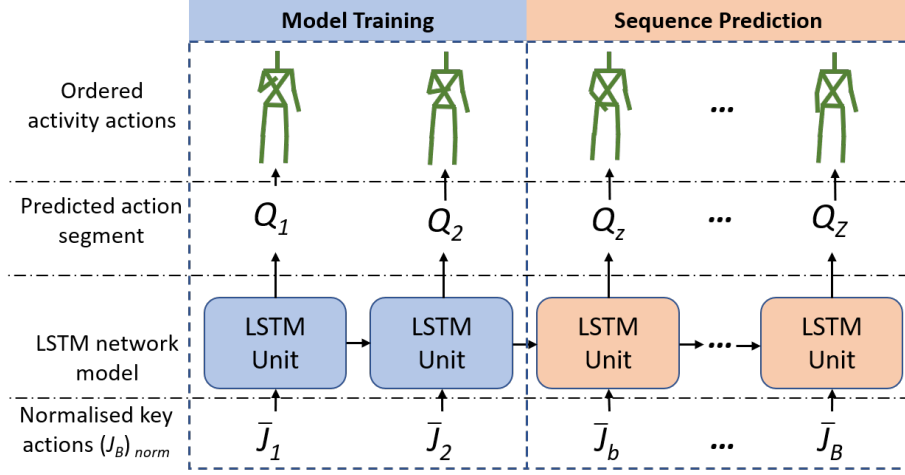 Model Training
Sequence Prediction
Ordered
activity actions
...
Predicted action
segment
Q1
Q2
Qz
...
QZ
LSTM network
model
LSTM
Unit
LSTM
Unit
LSTM
Unit
...
LSTM
Unit
Normalised key
actions (JB) norm
J̅1
J̅2
J̅b
...
J̅B